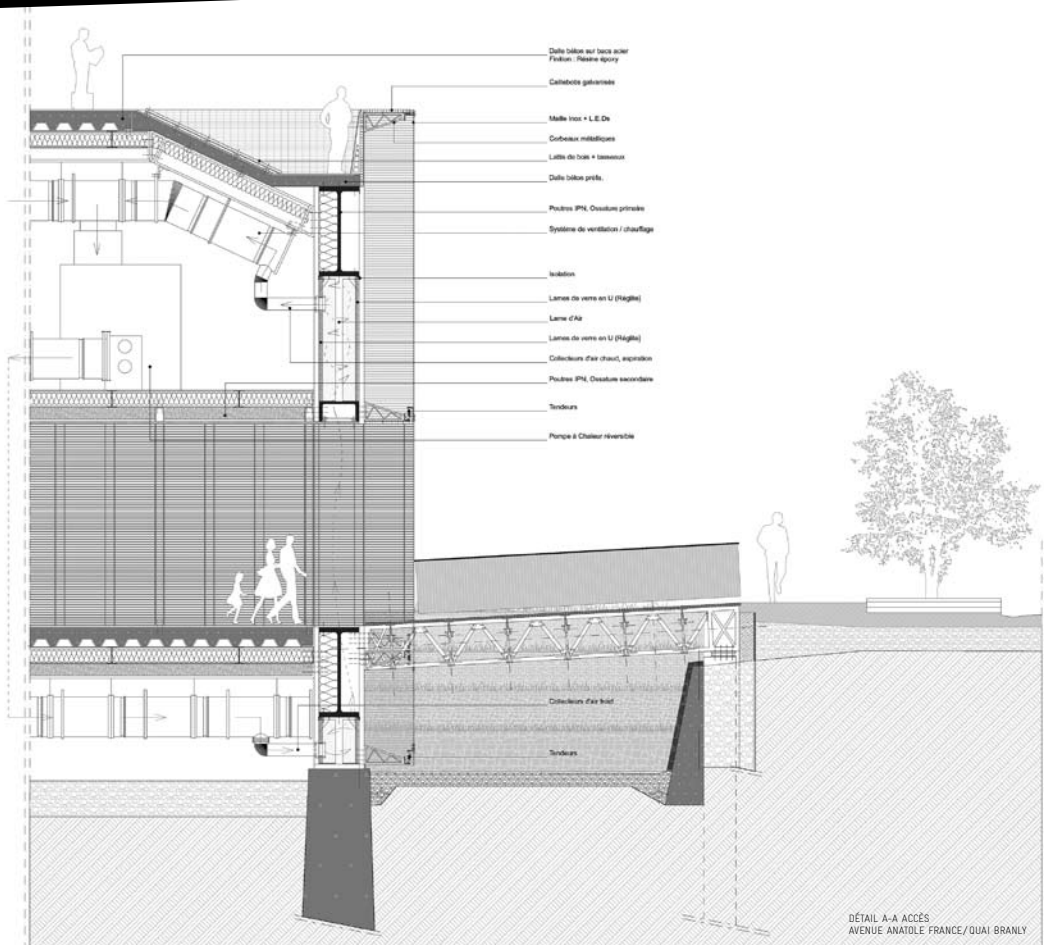 Dalle béton sur bacs acier
Finition : Résine époxy
Caillebotis galvanisés
Maille inox + L.E.Ds
Corbeaux métalliques
Lattis de bois + tasseaux
Dalle béton préfa.
Poutres IPN, Ossature primaire
Système de ventilation / chauffage
Isolation
Lames de verre en U (Réglite)
Lame d'Air
Lames de verre en U (Réglite)
Collecteurs d'air chaud, aspiration
Poutres IPN, Ossature secondaire
Tendeurs
Pompe à Chaleur réversible
Collecteurs d'air froid
Tendeurs
DÉTAIL A-A ACCÈS
AVENUE ANATOLE FRANCE/QUAI BRANLY